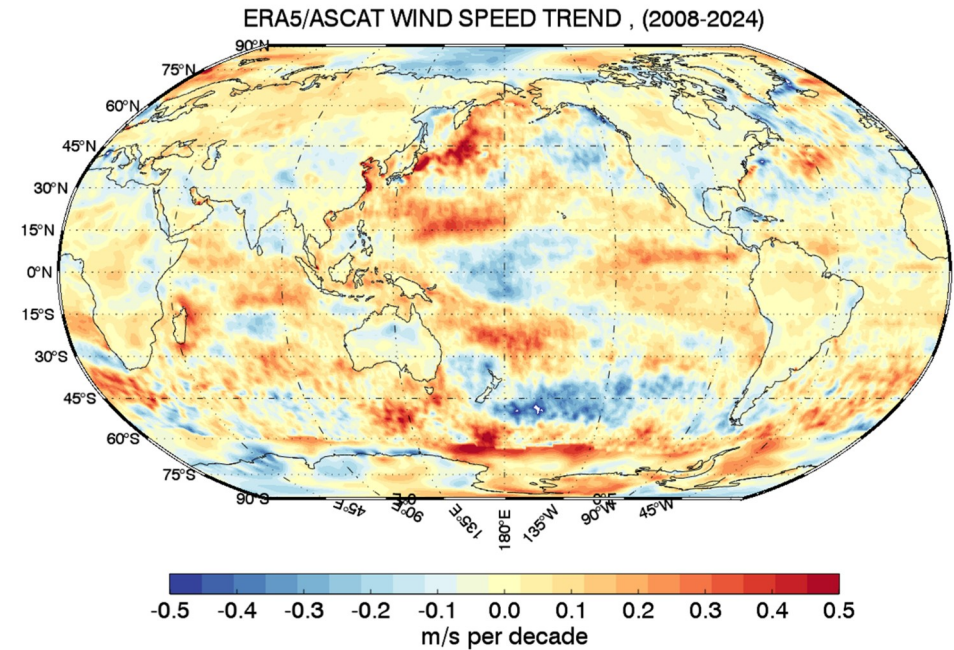 ERA5/ASCAT WIND SPEED TREND , (2008-2024)
90°N
75°N
60°N
45°N
30°N
15°N
0°N
15°S
30°S
45°S
60°S
75°S
90°S
45°E 90°E 135°E 180°E 135°W 90°W 45°W
-0.5 -0.4 -0.3 -0.2 -0.1 0.0 0.1 0.2 0.3 0.4 0.5
m/s per decade